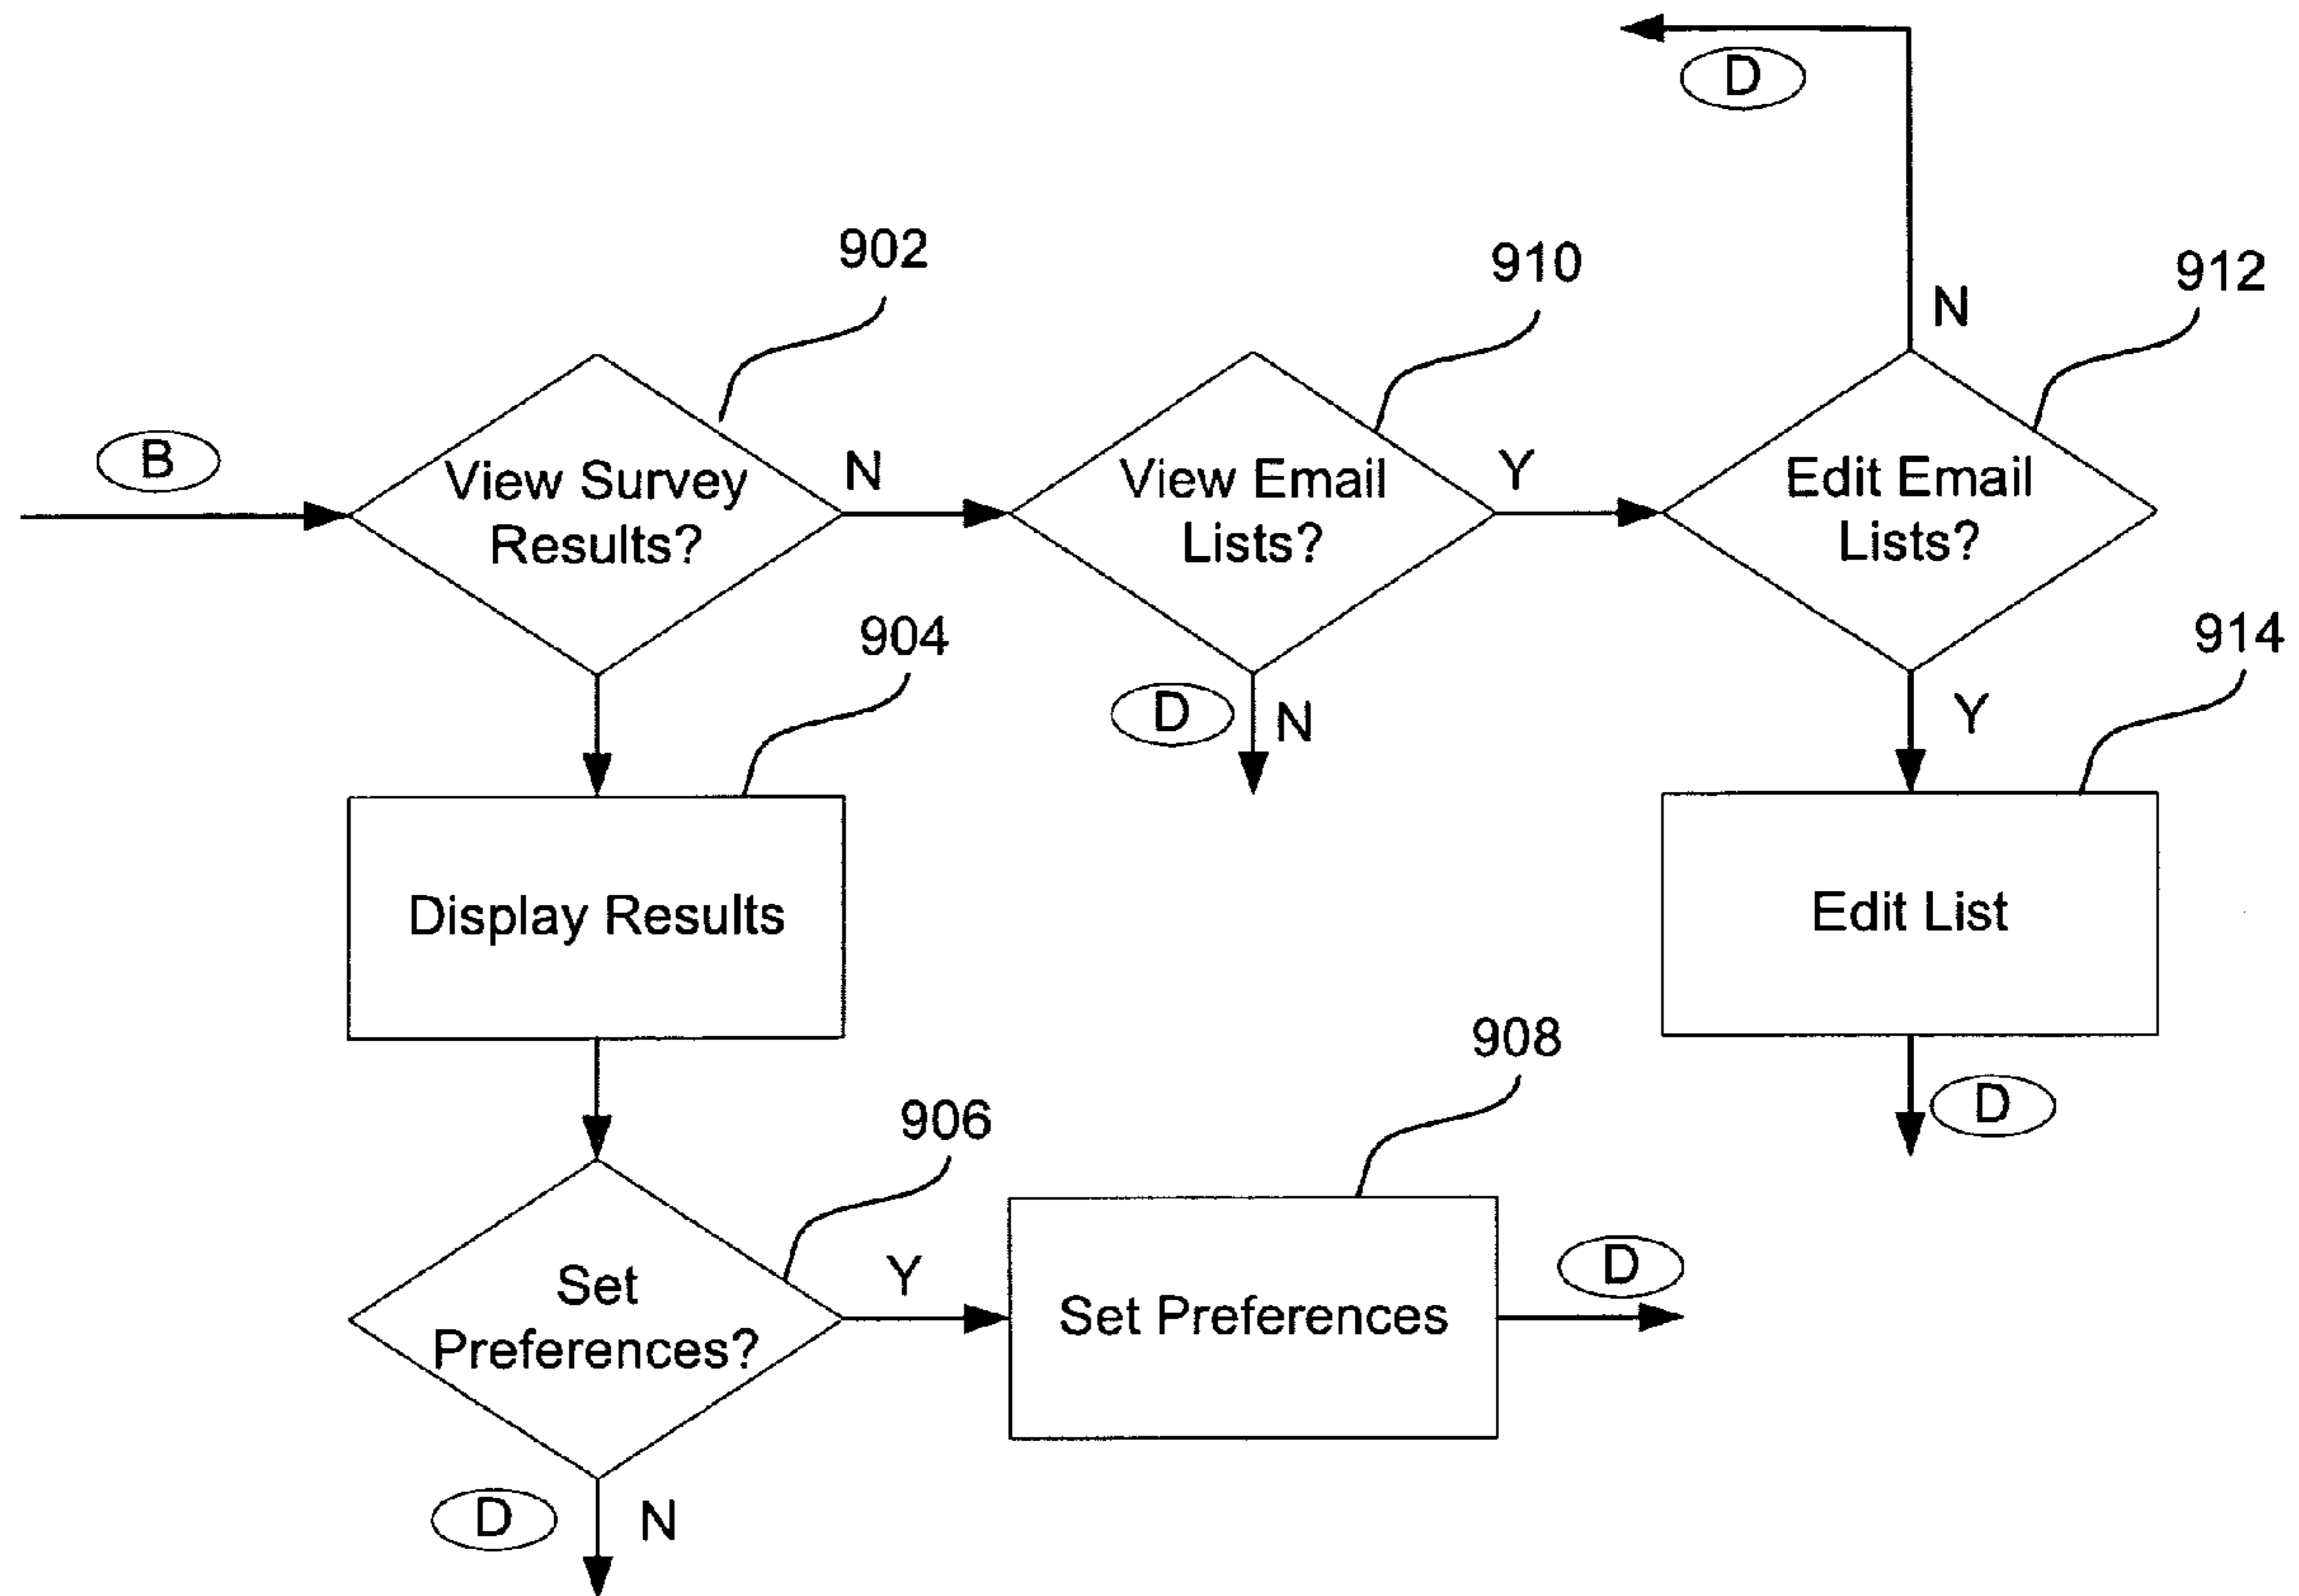 D
902
910
912
N
B
View Survey
Results?
N
View Email
Lists?
Y
Edit Email
Lists?
904
D
N
914
Y
Display Results
Edit List
908
906
D
Set
Preferences?
Y
Set Preferences
D
D
N